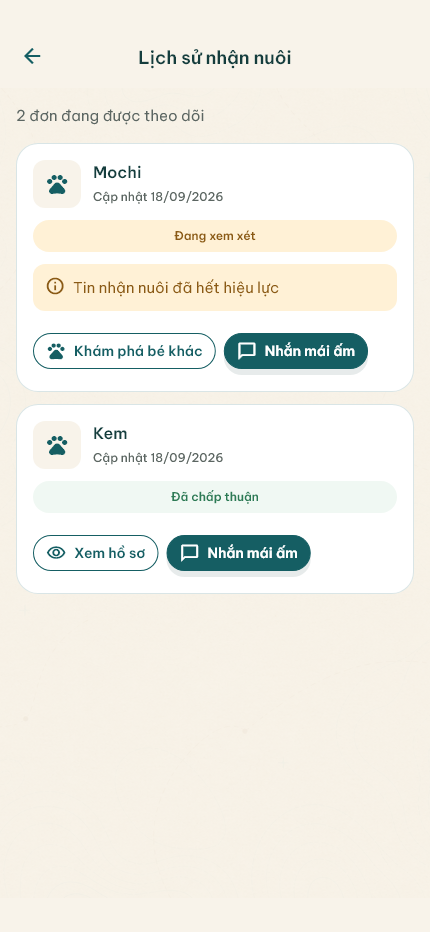 Lịch sử nhận nuôi
2 đơn đang được theo dõi
Mochi
Cập nhật 18/09/2026
Đang xem xét
Tin nhận nuôi đã hết hiệu lực
Khám phá bé khác
Nhắn mái ấm
Kem
Cập nhật 18/09/2026
Đã chấp thuận
Xem hồ sơ
Nhắn mái ấm